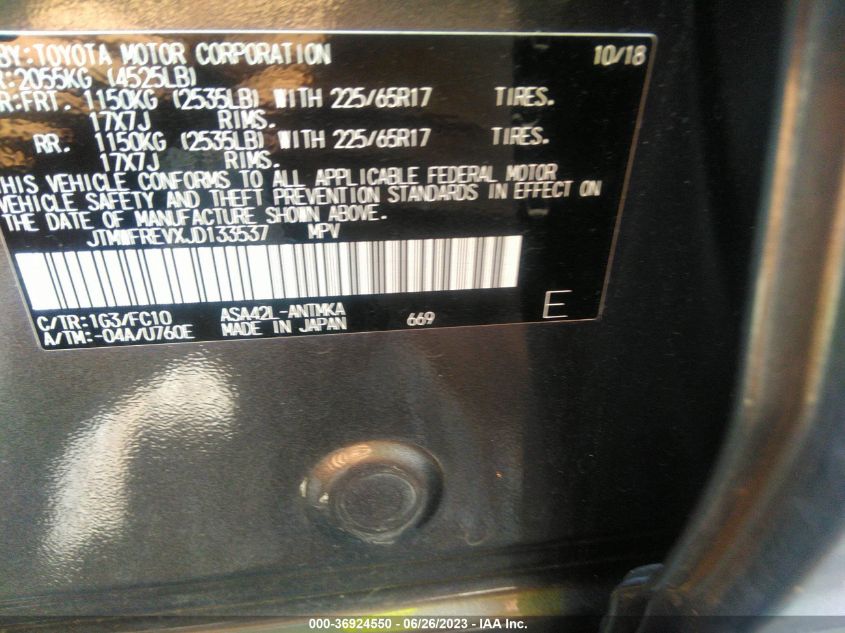 BY:TOYOTA MOTOR CORPORATION 10/18
R:2055KG (4525LB)
R:FRT. 1150KG (2535LB) WITH 225/65R17 TIRES.
17X7J RIMS.
RR. 1150KG (2535LB) WITH 225/65R17 TIRES.
17X7J RIMS.
THIS VEHICLE CONFORMS TO ALL APPLICABLE FEDERAL MOTOR
VEHICLE SAFETY AND THEFT PREVENTION STANDARDS IN EFFECT ON
THE DATE OF MANUFACTURE SHOWN ABOVE.
JTMWFREVXJD133537 MPV
C/TR:1G3/FC10 ASA42L-ANTMKA 669 E
A/TM:-04A/U760E MADE IN JAPAN
000-36924550 - 06/26/2023 - IAA Inc.